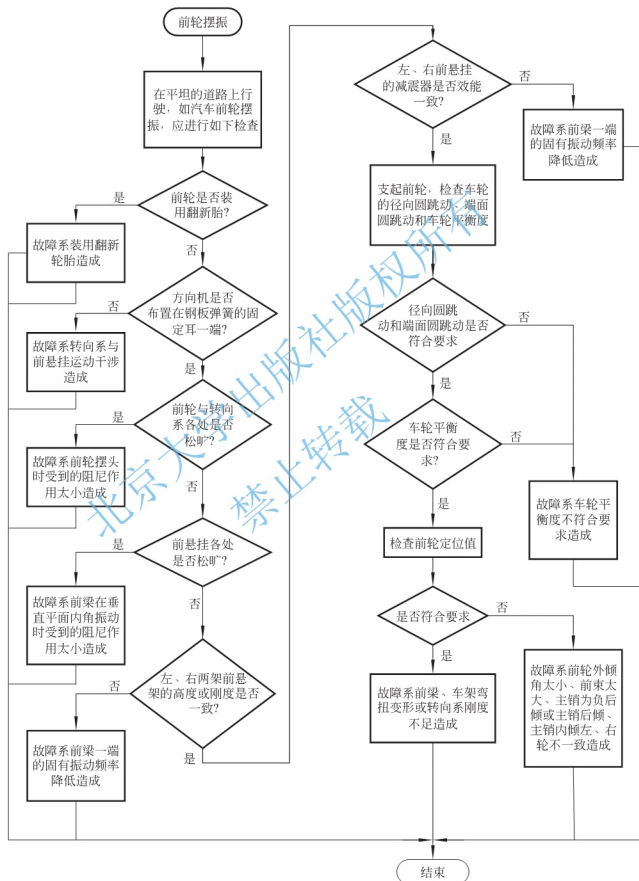 前轮摆振
在平坦的道路上行
驶，如汽车前轮摆
振，应进行如下检查
前轮是否装
用翻新胎？
是
否
故障系装用翻新
轮胎造成
方向机是否
布置在钢板弹簧的固
定耳一端？
否
是
故障系转向系与
前悬挂运动干涉
造成
前轮与转向
系各处是否
松旷？
是
否
故障系前轮摆头
时受到的阻尼作
用太小造成
前悬挂各处
是否松旷？
是
否
故障系前梁在垂
直平面内角振动
时受到的阻尼作
用太小造成
左、右两架前悬
架的高度或刚度是否
一致？
否
是
故障系前梁一端
的固有振动频率
降低造成
左、右前悬挂
的减震器是否效能
一致？
否
是
故障系前梁一端
的固有振动频率
降低造成
支起前轮，检查车轮
的径向圆跳动、端面
圆跳动和车轮平衡度
径向圆跳
动和端面圆跳动是否
符合要求
否
是
车轮平衡
度是否符合要
求？
否
是
故障系车轮平
衡度不符合要
求造成
检查前轮定位值
是否符合要求
否
是
故障系前梁、车架弯
扭变形或转向系刚度
不足造成
故障系前轮外倾
角太小、前束太
大、主销为负后
倾或主销后倾、
主销内倾左、右
轮不一致造成
结束
北京大学出版社版权所有
禁止转载